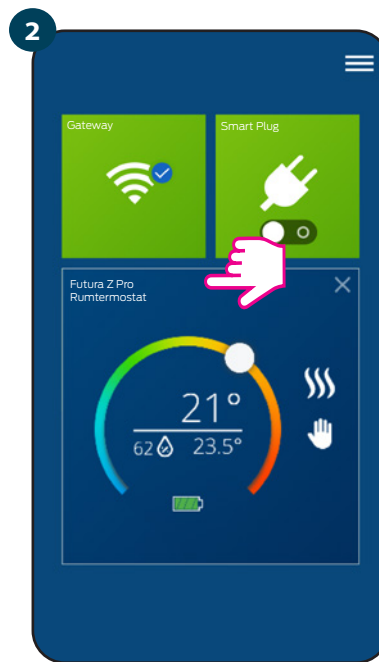 2
Gateway
Smart Plug
Futura Z Pro
Rumtermostat
21°
62 23.5°